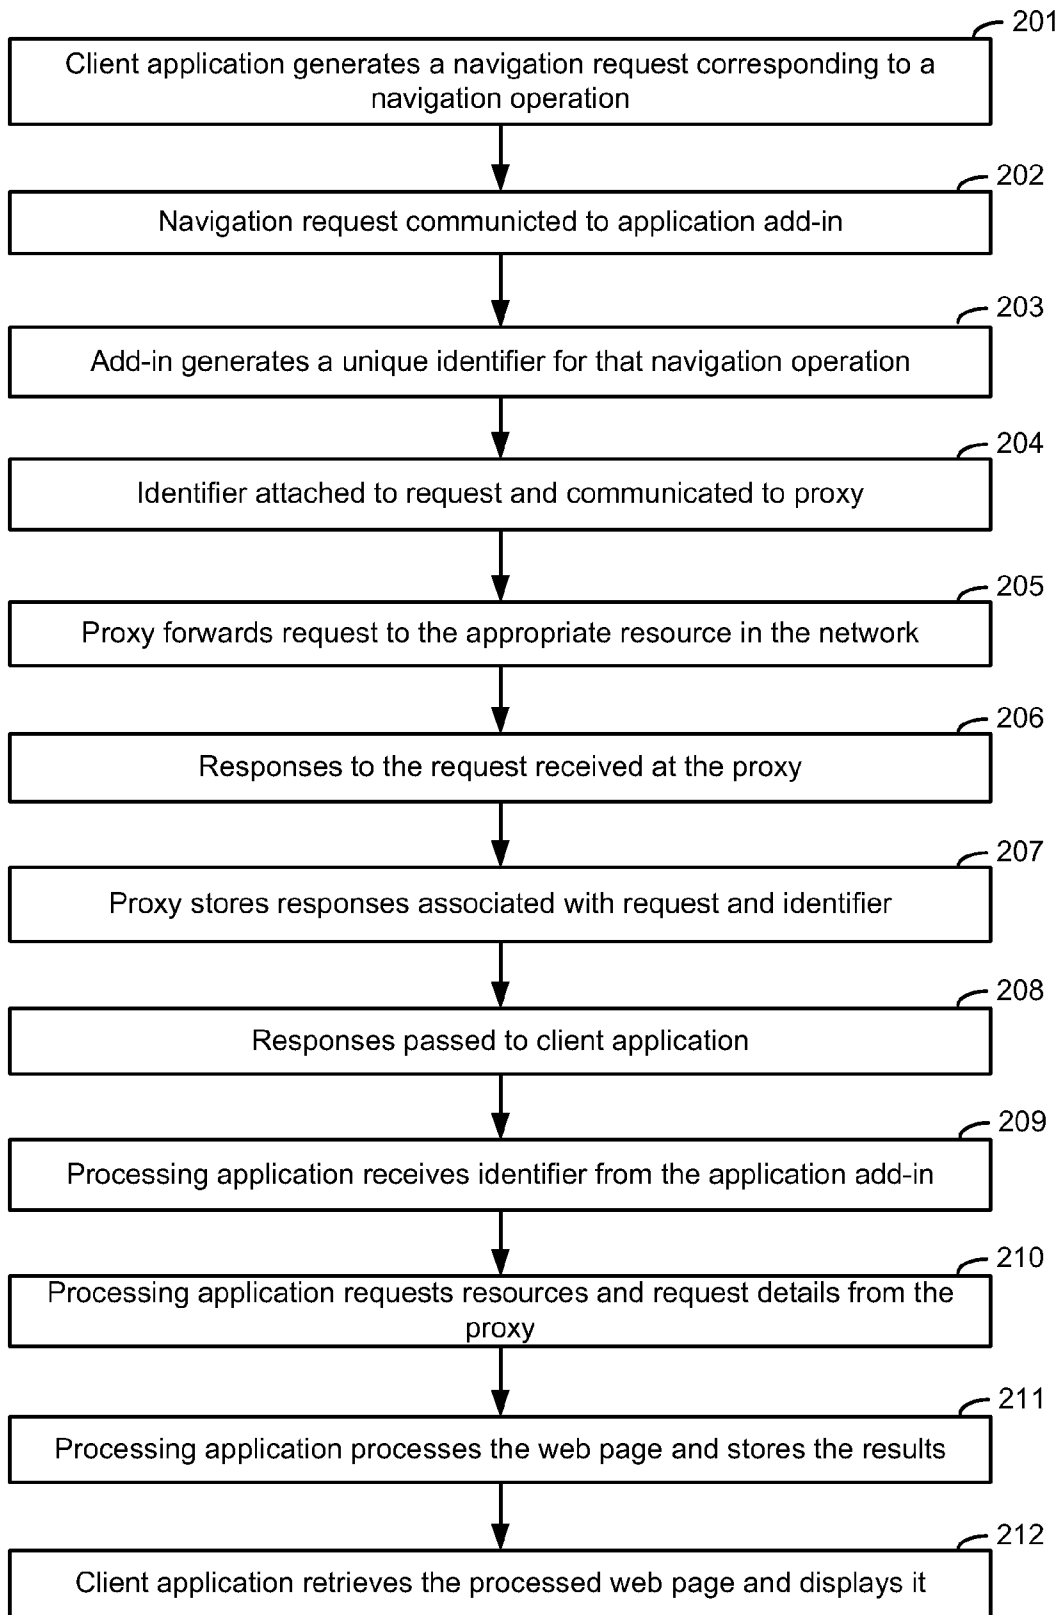 201
Client application generates a navigation request corresponding to a
navigation operation
202
Navigation request communicted to application add-in
203
Add-in generates a unique identifier for that navigation operation
204
Identifier attached to request and communicated to proxy
205
Proxy forwards request to the appropriate resource in the network
206
Responses to the request received at the proxy
207
Proxy stores responses associated with request and identifier
208
Responses passed to client application
209
Processing application receives identifier from the application add-in
210
Processing application requests resources and request details from the
proxy
211
Processing application processes the web page and stores the results
212
Client application retrieves the processed web page and displays it